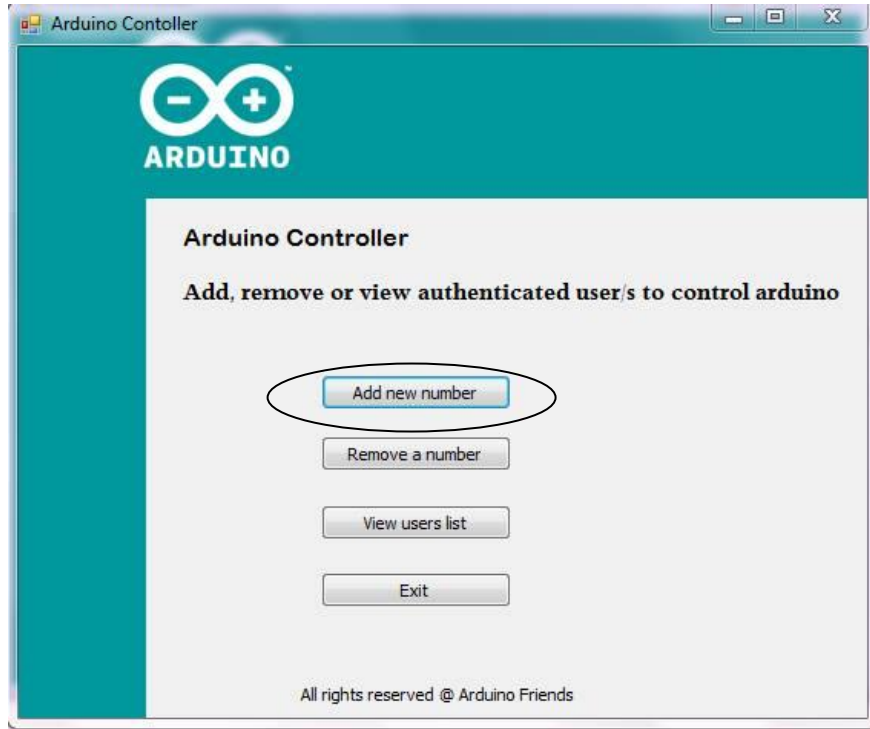 Arduino Contoller
ARDUINO
Arduino Controller
Add, remove or view authenticated user/s to control arduino
Add new number
Remove a number
View users list
Exit
All rights reserved @ Arduino Friends